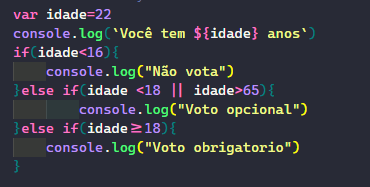 var idade=22
console.log(`Você tem ${idade} anos`)
if(idade<16){
    console.log("Não vota")
}else if(idade <18 || idade>65){
        console.log("Voto opcional")
}else if(idade≥18){
    console.log("Voto obrigatorio")
}